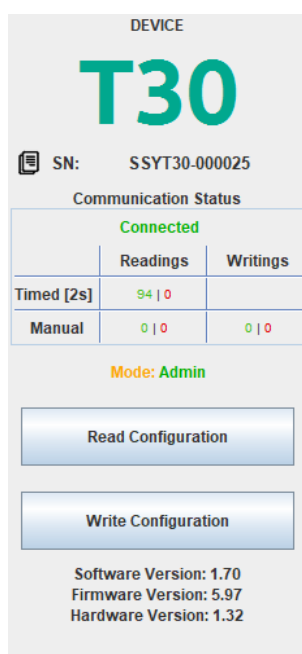 DEVICE
T30
SN: SSYT30-000025
Communication Status
Connected
Readings Writings
Timed [2s] 94 | 0
Manual 0 | 0 0 | 0
Mode: Admin
Read Configuration
Write Configuration
Software Version: 1.70
Firmware Version: 5.97
Hardware Version: 1.32